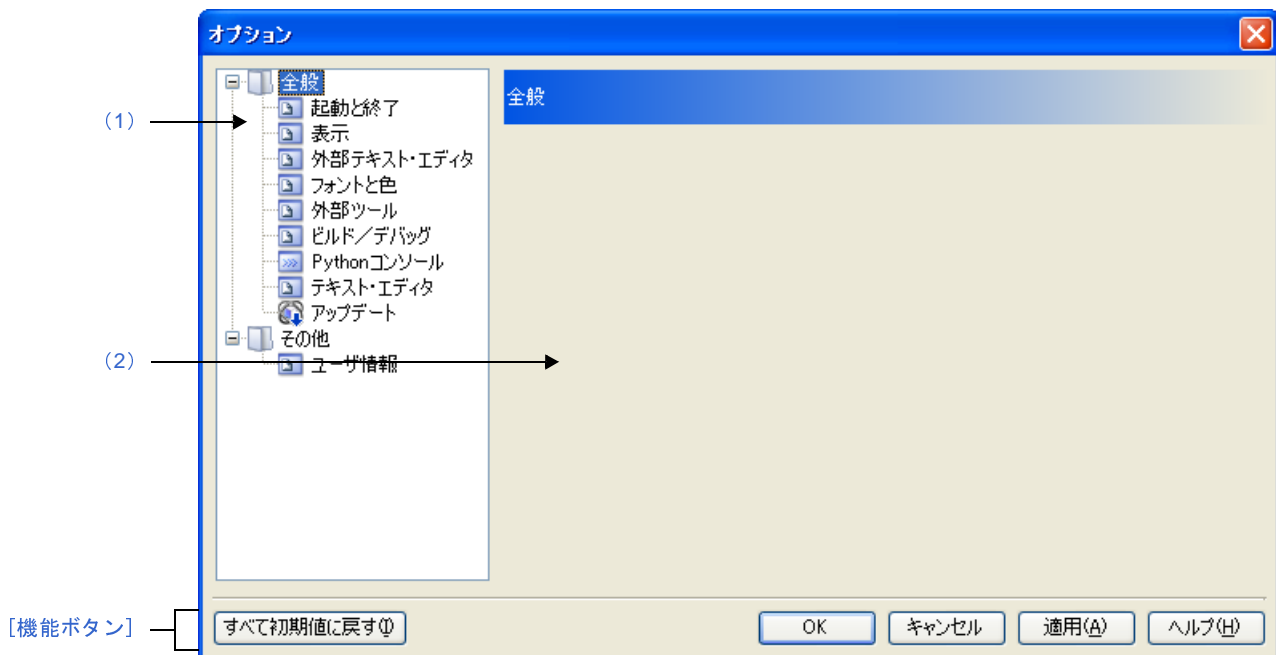 オプション
全般
起動と終了
表示
外部テキスト・エディタ
フォントと色
外部ツール
ビルド／デバッグ
Pythonコンソール
テキスト・エディタ
アップデート
その他
ユーザ情報
全般
（1）
（2）
［機能ボタン］
すべて初期値に戻す(I)
OK
キャンセル
適用(A)
ヘルプ(H)